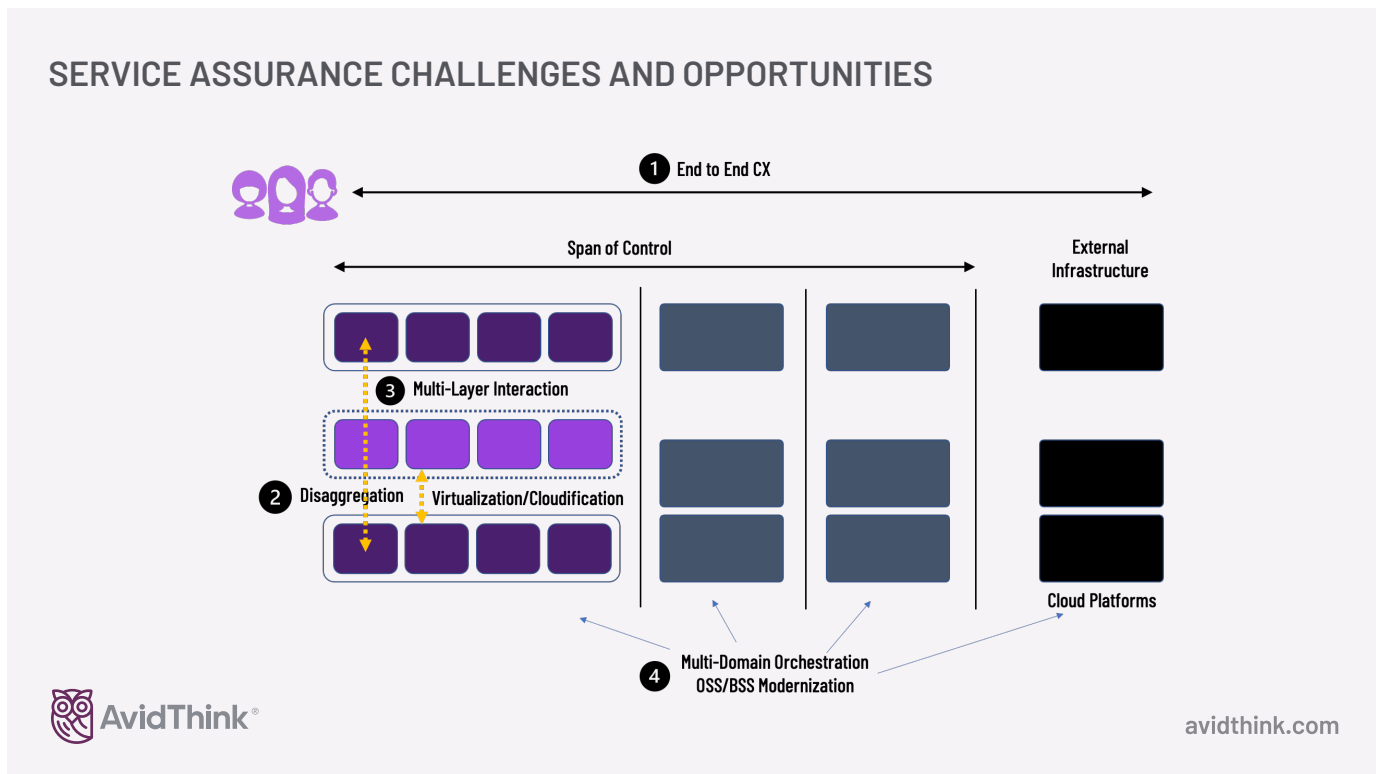 SERVICE ASSURANCE CHALLENGES AND OPPORTUNITIES
1 End to End CX
Span of Control
External
Infrastructure
3 Multi-Layer Interaction
2 Disaggregation
Virtualization/Cloudification
Cloud Platforms
4 Multi-Domain Orchestration
OSS/BSS Modernization
AvidThink®
avidthink.com